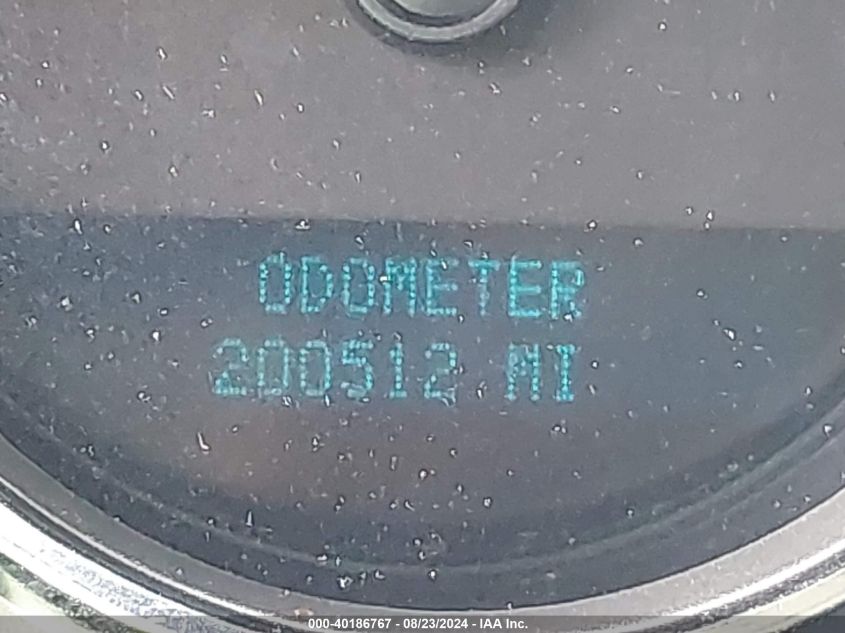 ODOMETER
200512 MI
000-40186767 - 08/23/2024 - IAA Inc.